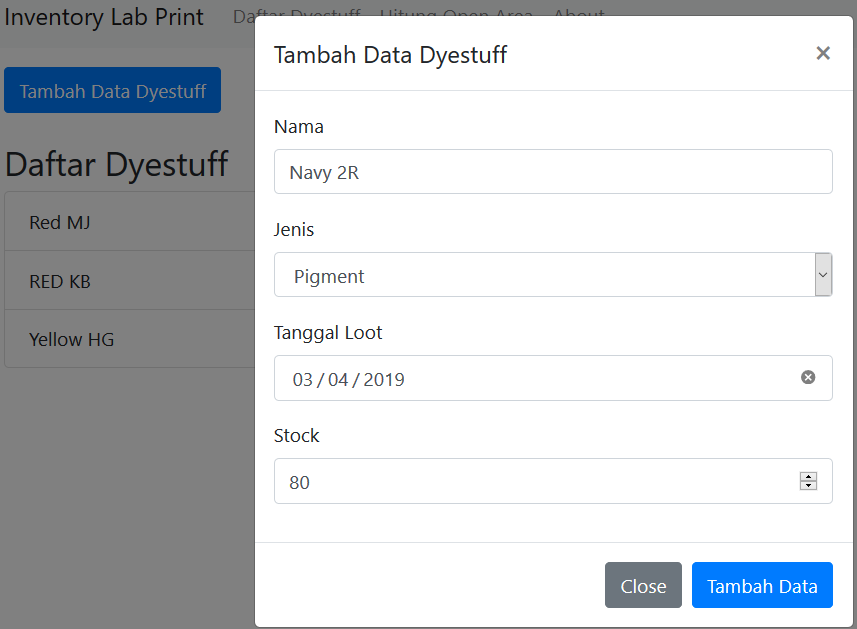 Inventory Lab Print Daftar Dyestuff Hitung Open Area About
Tambah Data Dyestuff
Daftar Dyestuff
Red MJ
RED KB
Yellow HG
Tambah Data Dyestuff ×
Nama
Navy 2R
Jenis
Pigment
Tanggal Loot
03 / 04 / 2019
Stock
80
Close Tambah Data